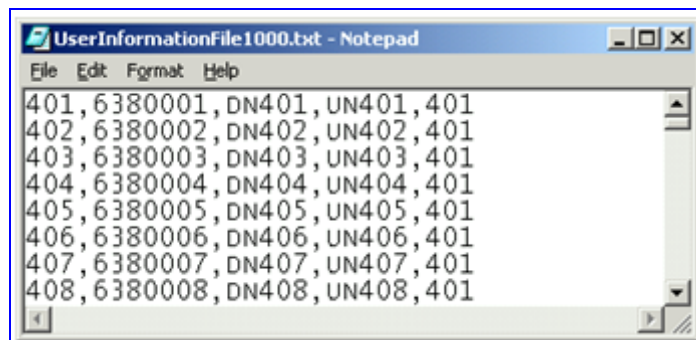 UserInformationFile1000.txt - Notepad
File Edit Format Help
401,6380001,DN401,UN401,401
402,6380002,DN402,UN402,401
403,6380003,DN403,UN403,401
404,6380004,DN404,UN404,401
405,6380005,DN405,UN405,401
406,6380006,DN406,UN406,401
407,6380007,DN407,UN407,401
408,6380008,DN408,UN408,401